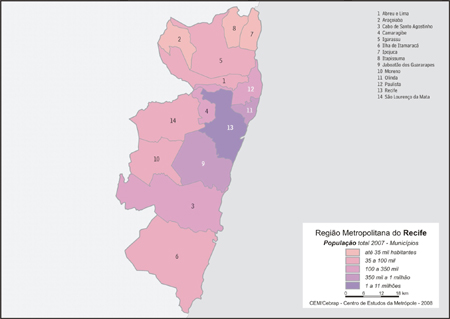 1 Abreu e Lima
2 Araçoiaba
3 Cabo de Santo Agostinho
4 Camaragibe
5 Igarassu
6 Ilha de Itamaracá
7 Ipojuca
8 Itapissuma
9 Jaboatão dos Guararapes
10 Moreno
11 Olinda
12 Paulista
13 Recife
14 São Lourenço da Mata
8
2
7
5
1
12
4
11
14
13
10
9
3
6
Região Metropolitana do Recife
População total 2007 - Municípios
até 35 mil habitantes
35 a 100 mil
100 a 350 mil
350 mil a 1 milhão
1 a 11 milhões
0 6 12 18 km
CEM/Cebrap - Centro de Estudos da Metrópole - 2008